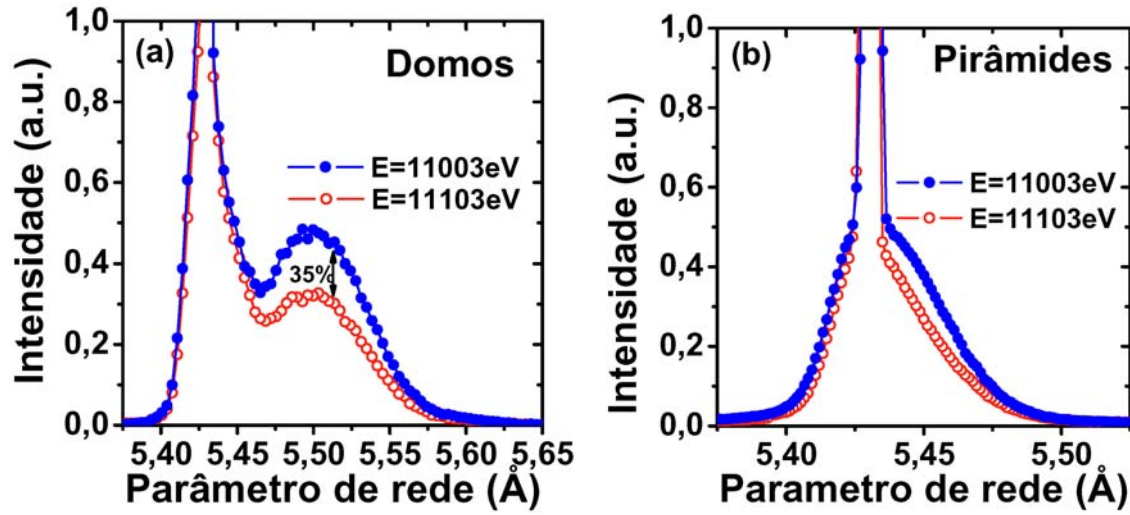 (a)
Domos
Intensidade (a.u.)
1,0
0,8
0,6
0,4
0,2
0,0
E=11003eV
E=11103eV
35%
5,40 5,45 5,50 5,55 5,60 5,65
Parâmetro de rede (Å)
(b)
Pirâmides
Intensidade (a.u.)
1,0
0,8
0,6
0,4
0,2
0,0
E=11003eV
E=11103eV
5,40 5,45 5,50
Parametro de rede (Å)